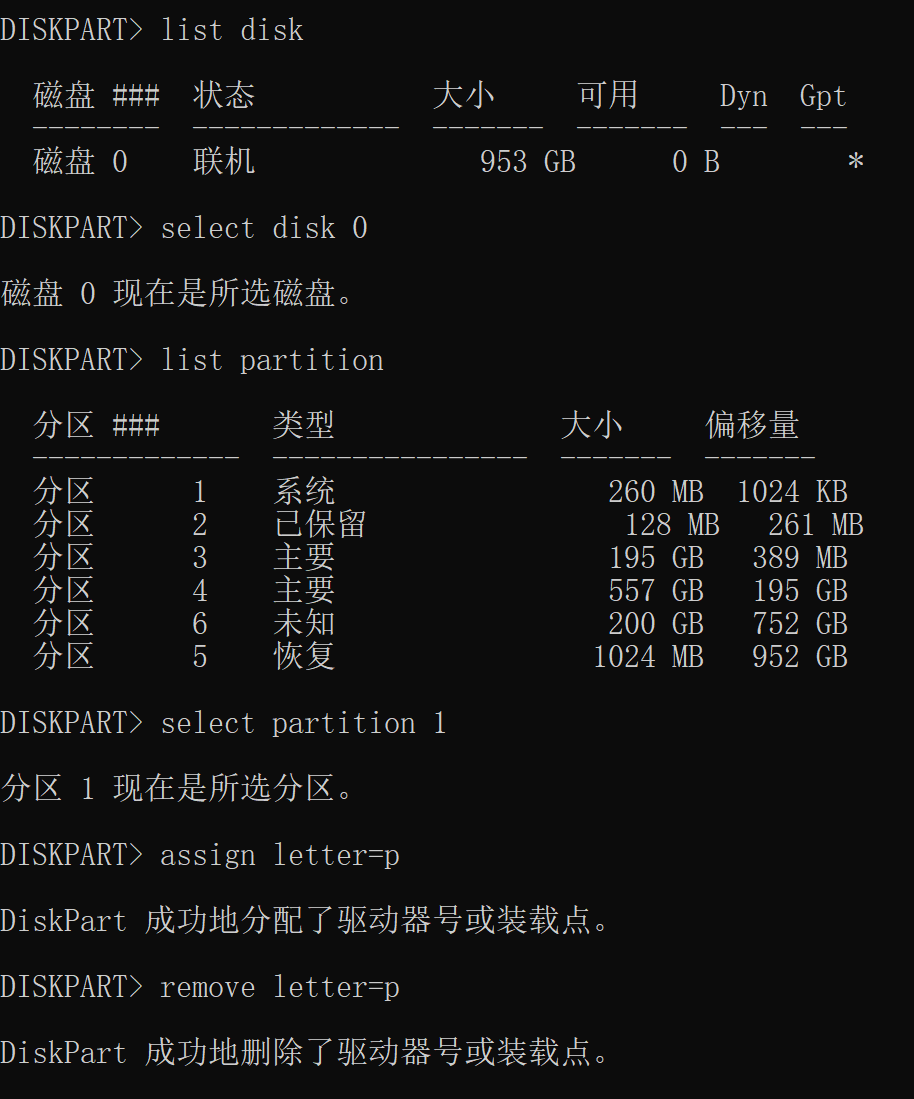 DISKPART> list disk
磁盘 ### 状态 大小 可用 Dyn Gpt
-------- ------------- ------- ------- --- ---
磁盘 0 联机 953 GB 0 B *
DISKPART> select disk 0
磁盘 0 现在是所选磁盘。
DISKPART> list partition
分区 ### 类型 大小 偏移量
------------- ---------------- ------- -------
分区 1 系统 260 MB 1024 KB
分区 2 已保留 128 MB 261 MB
分区 3 主要 195 GB 389 MB
分区 4 主要 557 GB 195 GB
分区 6 未知 200 GB 752 GB
分区 5 恢复 1024 MB 952 GB
DISKPART> select partition 1
分区 1 现在是所选分区。
DISKPART> assign letter=p
DiskPart 成功地分配了驱动器号或装载点。
DISKPART> remove letter=p
DiskPart 成功地删除了驱动器号或装载点。